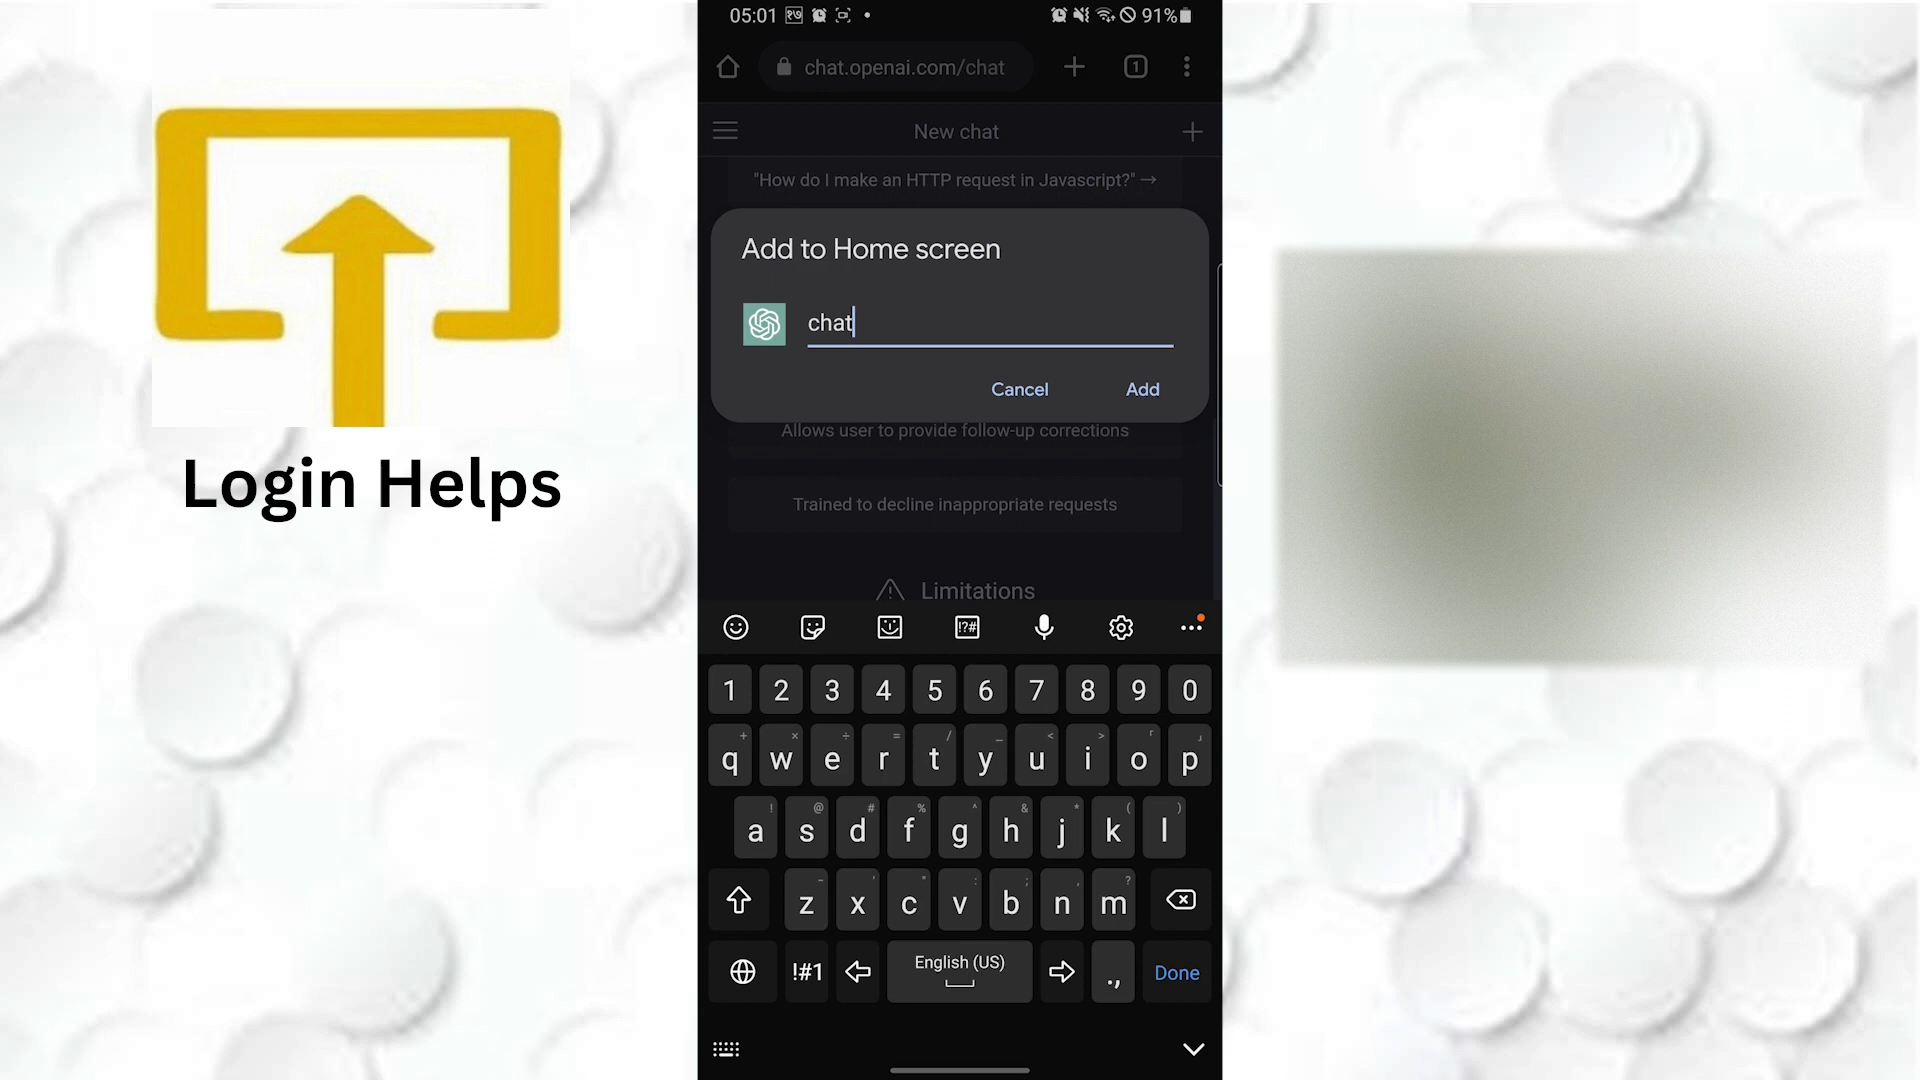 05:01
91%
chat.openai.com/chat
1
New chat
"How do I make an HTTP request in Javascript?" →
Add to Home screen
chat
Cancel
Add
Allows user to provide follow-up corrections
Trained to decline inappropriate requests
Limitations
Login Helps
!?#
1 2 3 4 5 6 7 8 9 0
q w e r t y u i o p
a s d f g h j k l
z x c v b n m
!#1
English (US)
.,
Done